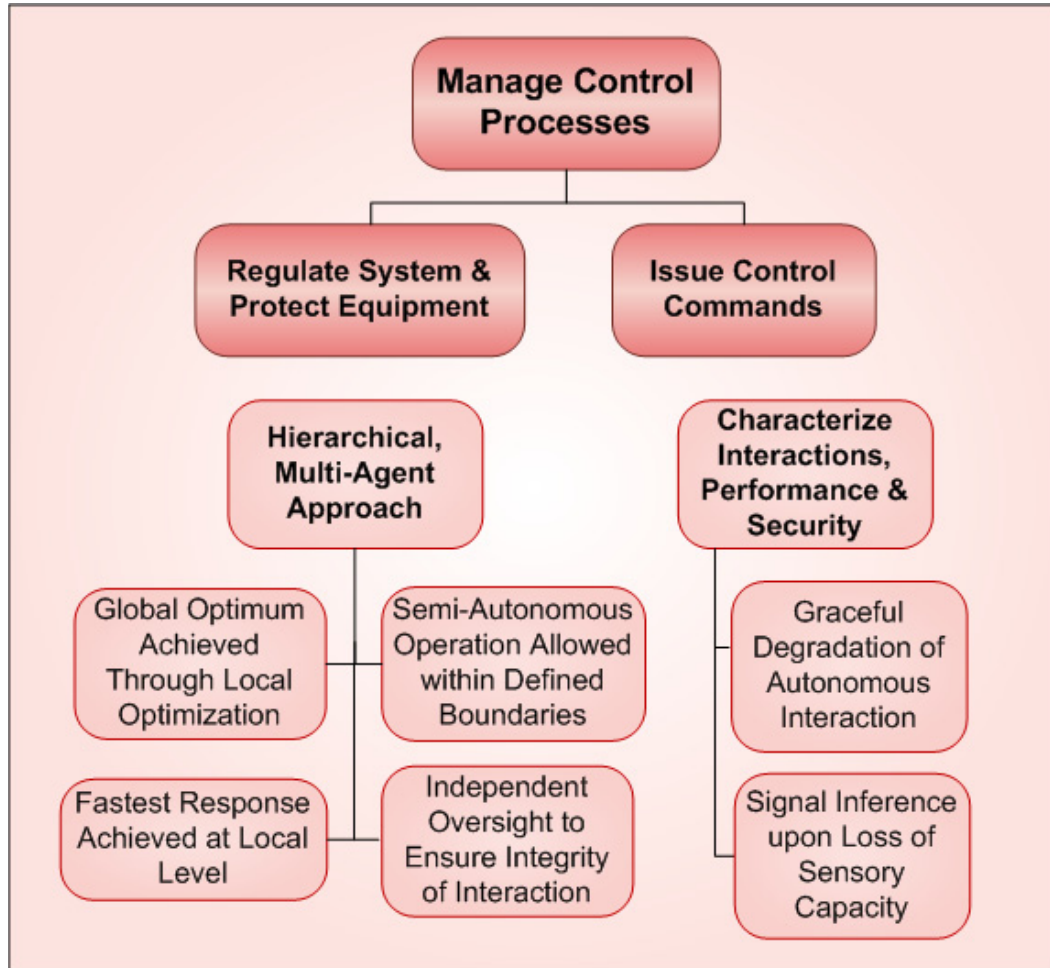 Manage Control
Processes
Regulate System &
Protect Equipment
Issue Control
Commands
Hierarchical,
Multi-Agent
Approach
Characterize
Interactions,
Performance &
Security
Global Optimum
Achieved
Through Local
Optimization
Semi-Autonomous
Operation Allowed
within Defined
Boundaries
Graceful
Degradation of
Autonomous
Interaction
Fastest Response
Achieved at Local
Level
Independent
Oversight to
Ensure Integrity
of Interaction
Signal Inference
upon Loss of
Sensory
Capacity